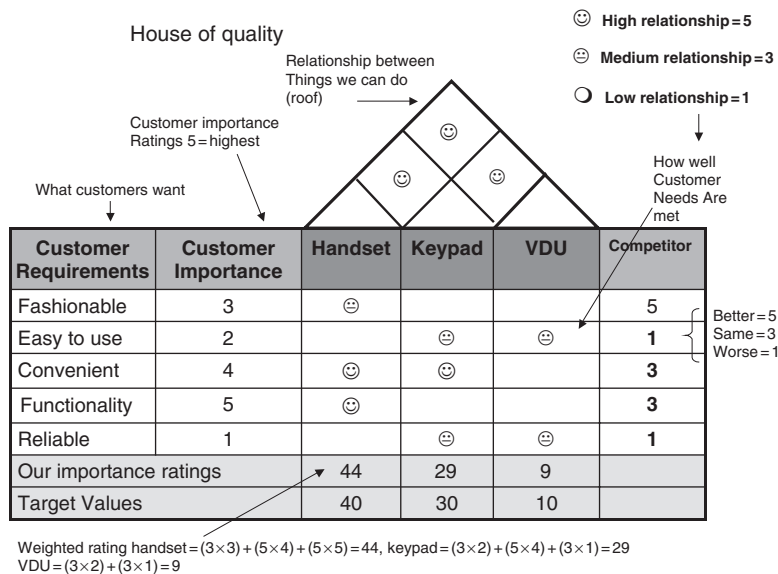 House of quality
High relationship=5
Medium relationship=3
Low relationship=1
Relationship between
Things we can do
(roof)
Customer importance
Ratings 5=highest
What customers want
How well
Customer
Needs Are
met
Customer Requirements Customer Importance Handset Keypad VDU Competitor
Fashionable 3 5
Easy to use 2 1
Convenient 4 3
Functionality 5 3
Reliable 1 1
Our importance ratings 44 29 9
Target Values 40 30 10
Better=5
Same=3
Worse=1
Weighted rating handset=(3×3)+(5×4)+(5×5)=44, keypad=(3×2)+(5×4)+(3×1)=29
VDU=(3×2)+(3×1)=9